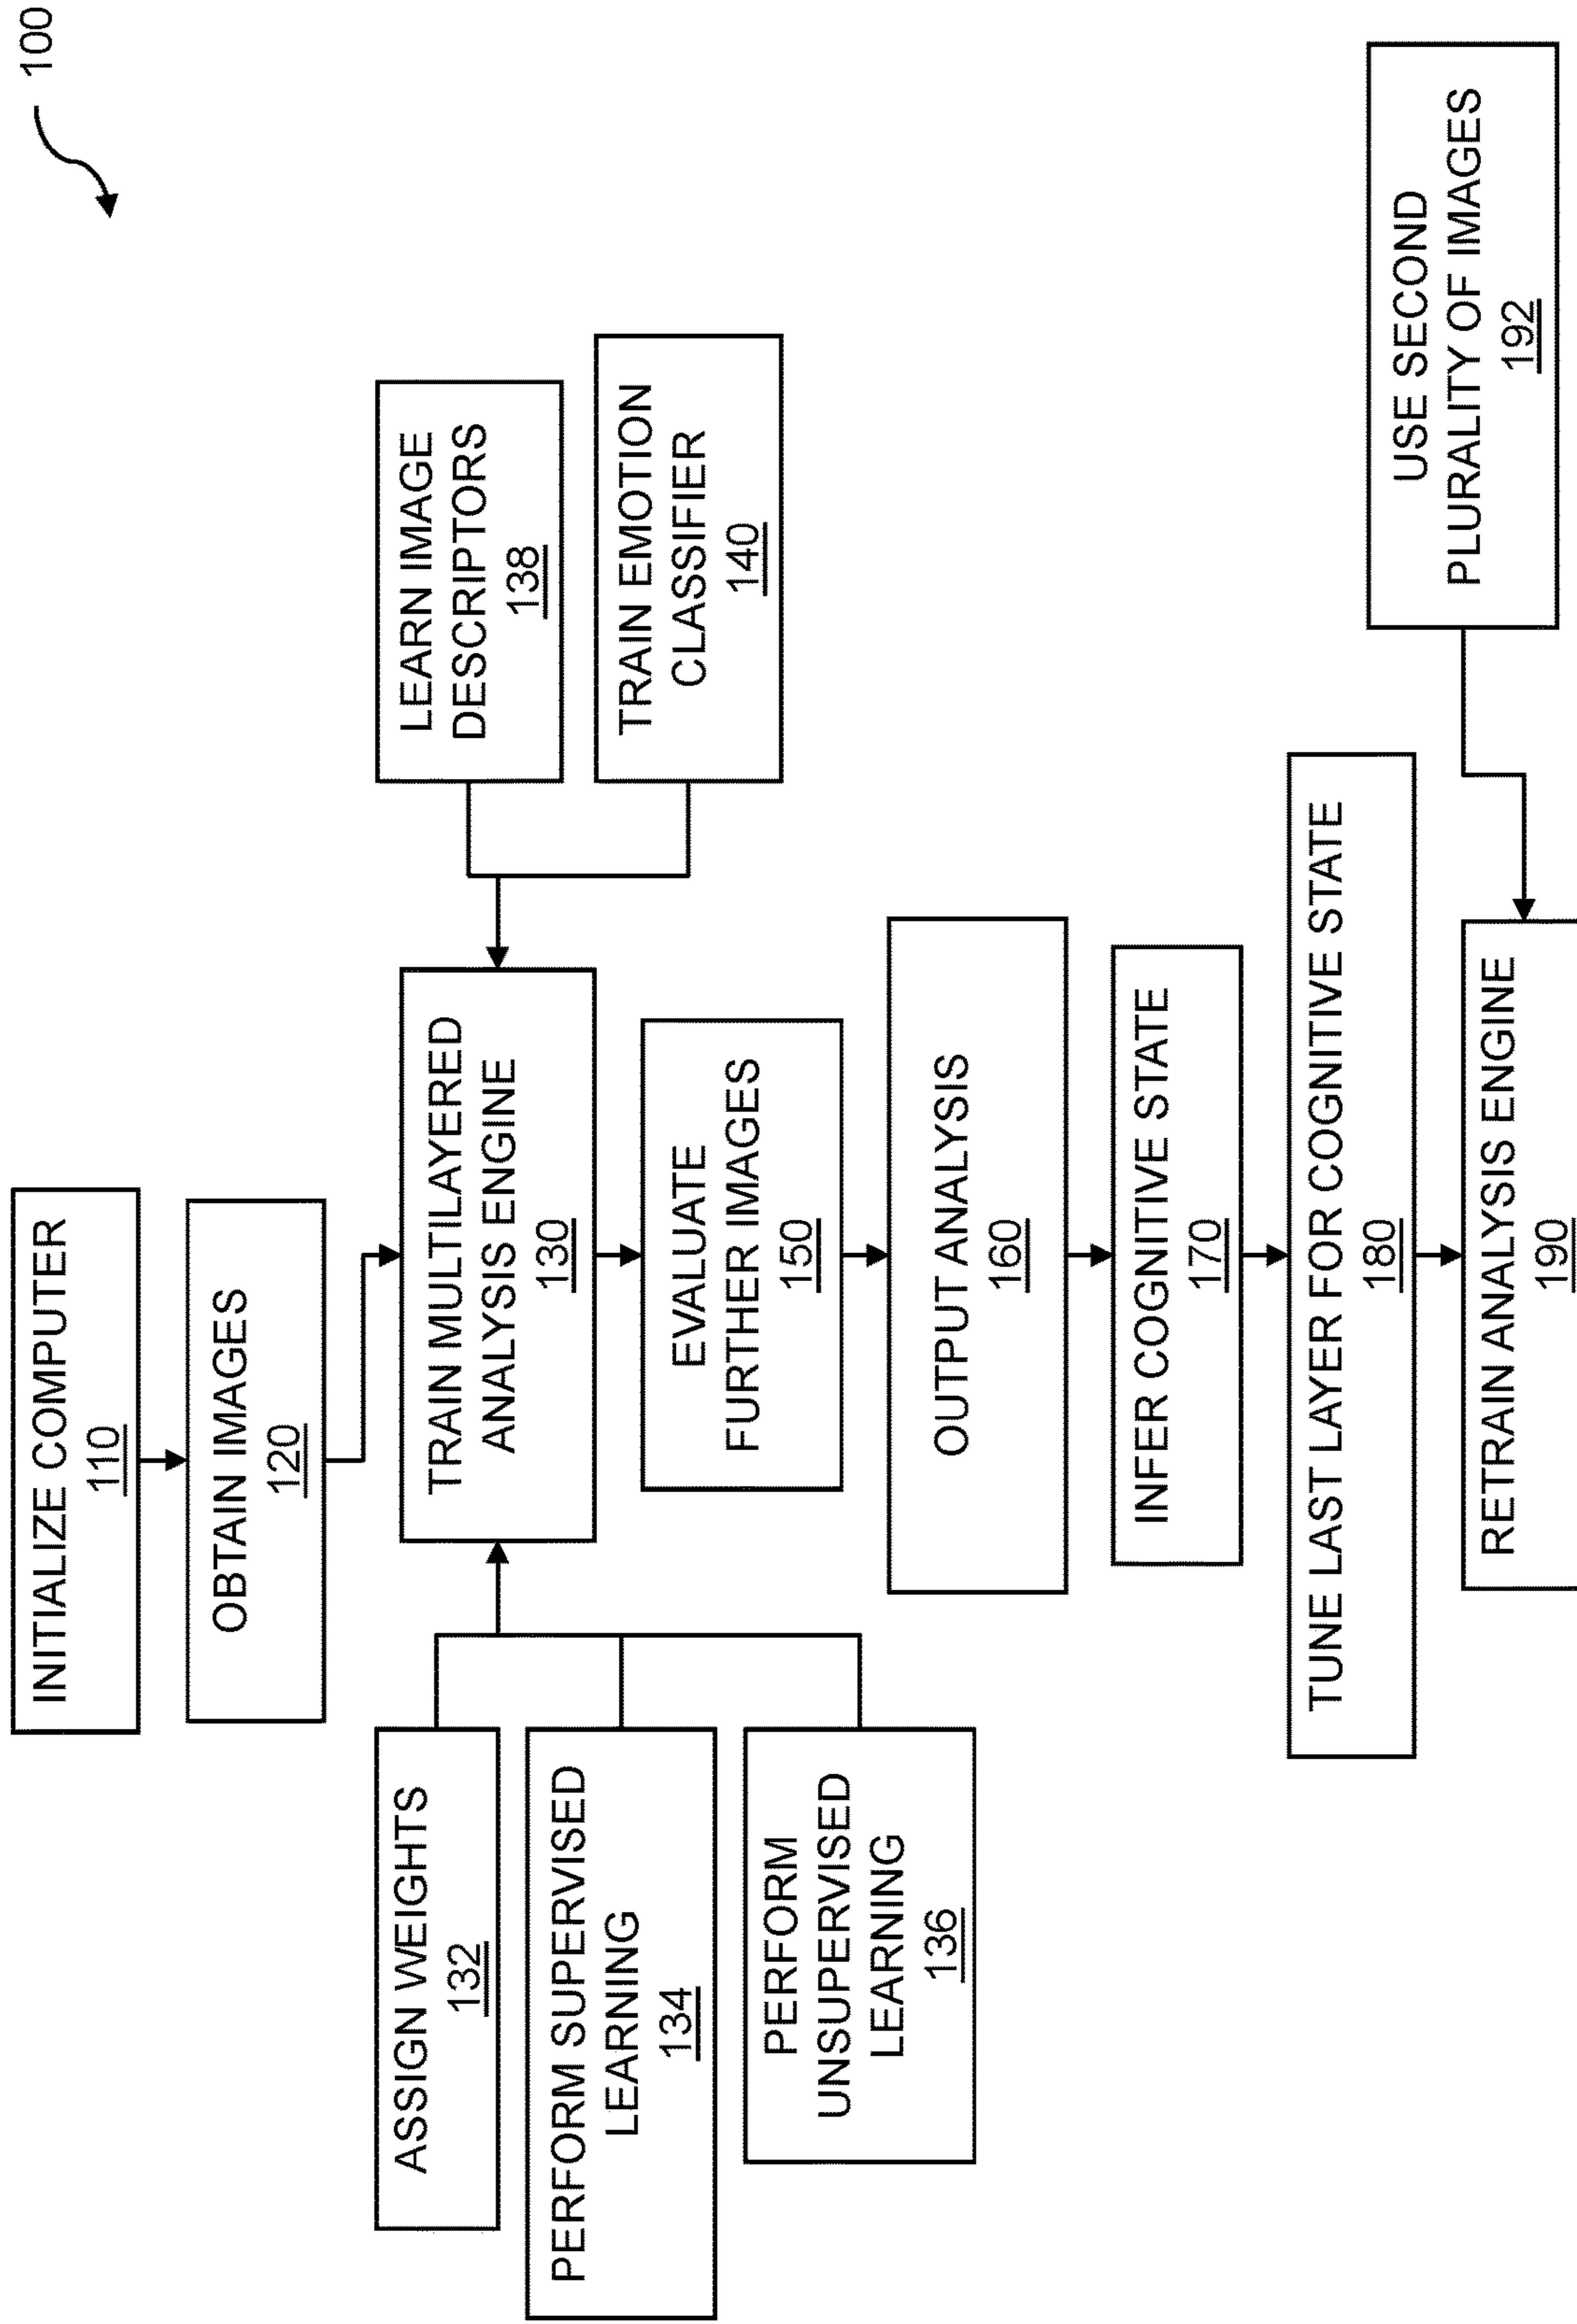 100
INITIALIZE COMPUTER
110
OBTAIN IMAGES
120
ASSIGN WEIGHTS
132
PERFORM SUPERVISED
LEARNING
134
PERFORM
UNSUPERVISED
LEARNING
136
TRAIN MULTILAYERED
ANALYSIS ENGINE
130
LEARN IMAGE
DESCRIPTORS
138
TRAIN EMOTION
CLASSIFIER
140
EVALUATE
FURTHER IMAGES
150
OUTPUT ANALYSIS
160
INFER COGNITIVE STATE
170
TUNE LAST LAYER FOR COGNITIVE STATE
180
RETRAIN ANALYSIS ENGINE
190
USE SECOND
PLURALITY OF IMAGES
192